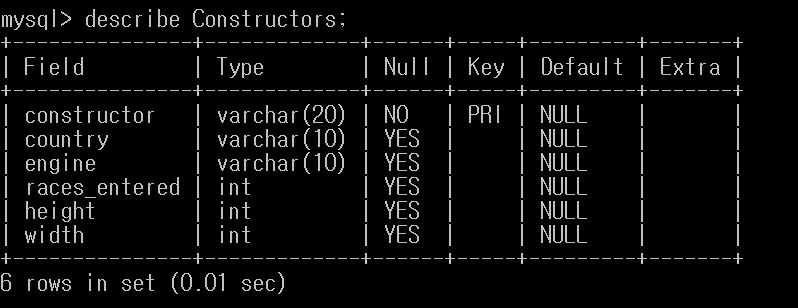 mysql> describe Constructors;
+----------------+-------------+------+-----+---------+-------+
| Field          | Type        | Null | Key | Default | Extra |
+----------------+-------------+------+-----+---------+-------+
| constructor    | varchar(20) | NO   | PRI | NULL    |       |
| country        | varchar(10) | YES  |     | NULL    |       |
| engine         | varchar(10) | YES  |     | NULL    |       |
| races_entered  | int         | YES  |     | NULL    |       |
| height         | int         | YES  |     | NULL    |       |
| width          | int         | YES  |     | NULL    |       |
+----------------+-------------+------+-----+---------+-------+
6 rows in set (0.01 sec)